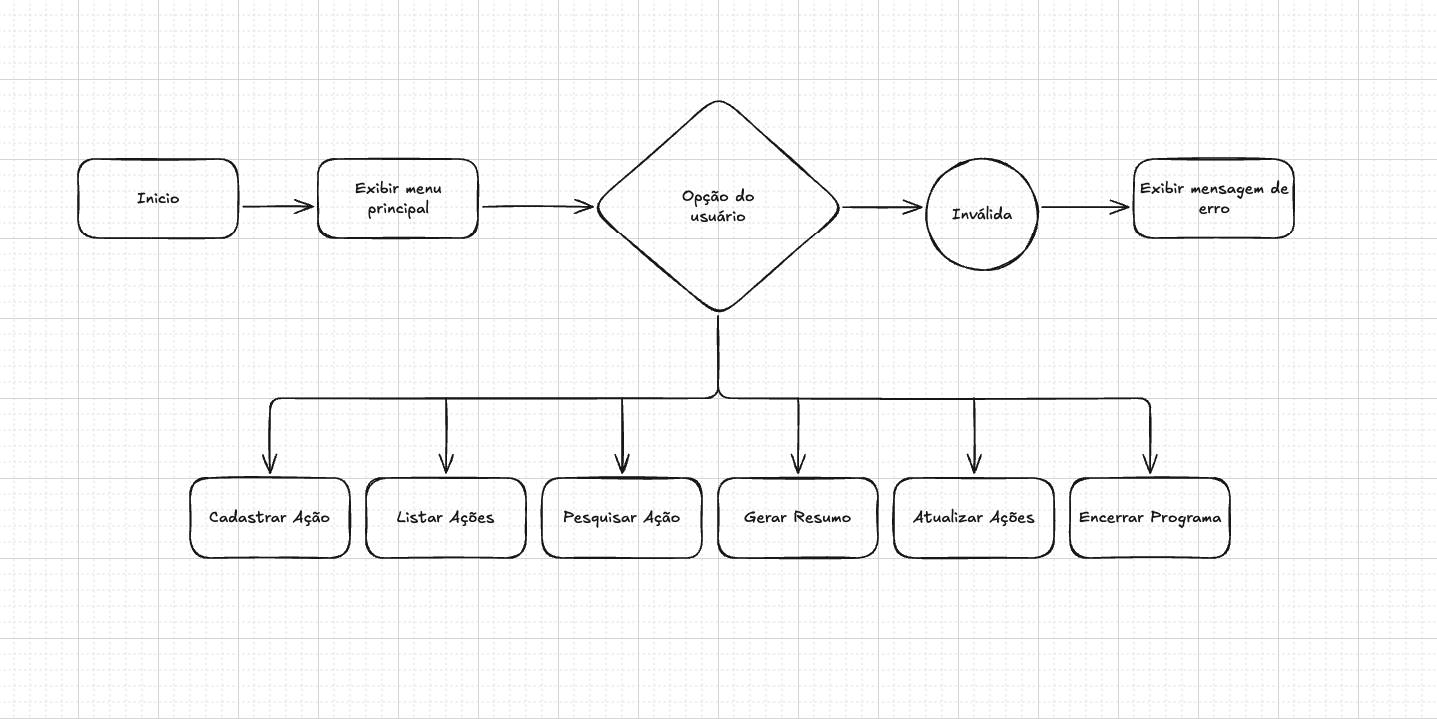 Inicio
Exibir menu
principal
Opção do
usuário
Inválida
Exibir mensagem de
erro
Cadastrar Ação
Listar Ações
Pesquisar Ação
Gerar Resumo
Atualizar Ações
Encerrar Programa